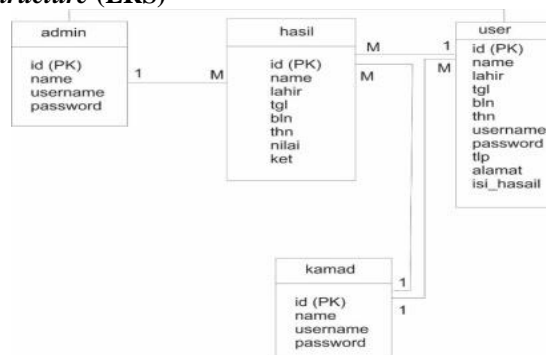 ructure (LRS)
admin
id (PK)
name
username
password
1
M
hasil
id (PK)
name
lahir
tgl
bln
thn
nilai
ket
M
M
1
M
user
id (PK)
name
lahir
tgl
bln
thn
username
password
tlp
alamat
isi_hasail
kamad
id (PK)
name
username
password
1
1